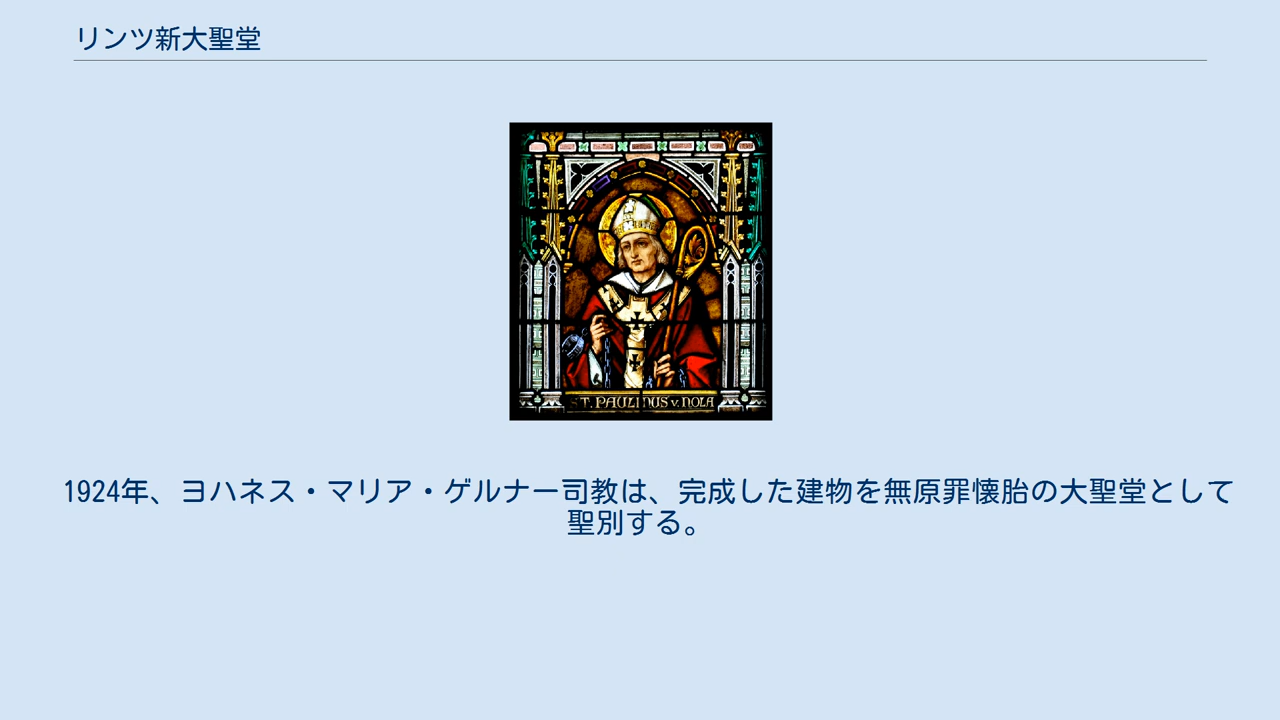 リンツ新大聖堂
ST. PAULINUS v. NOLA
1924年、ヨハネス・マリア・ゲルナー司教は、完成した建物を無原罪懐胎の大聖堂として
聖別する。